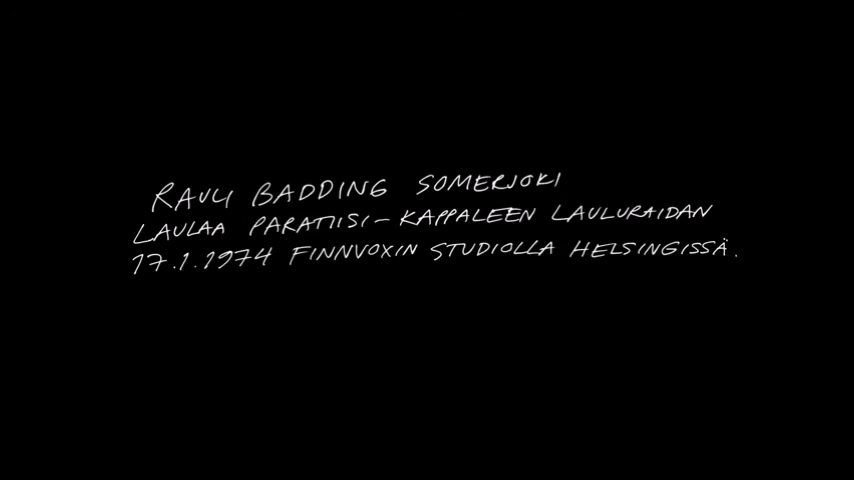 RAULI BADDING SOMERJOKI
LAULAA PARATIISI-KAPPALEEN LAULURAIDAN
17.1.1974 FINNVOXIN STUDIOLLA HELSINGISSÄ.